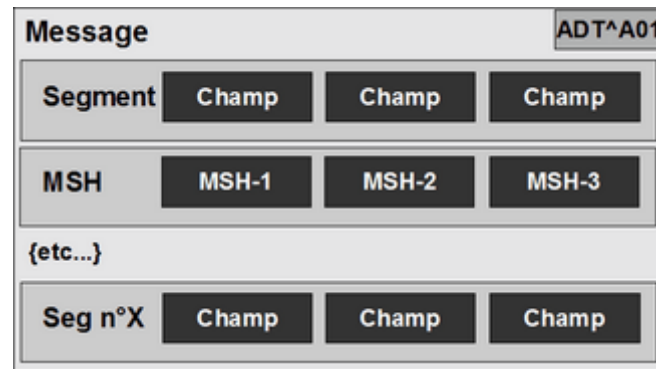 Message ADT^A01
Segment Champ Champ Champ
MSH MSH-1 MSH-2 MSH-3
{etc...}
Seg n°X Champ Champ Champ